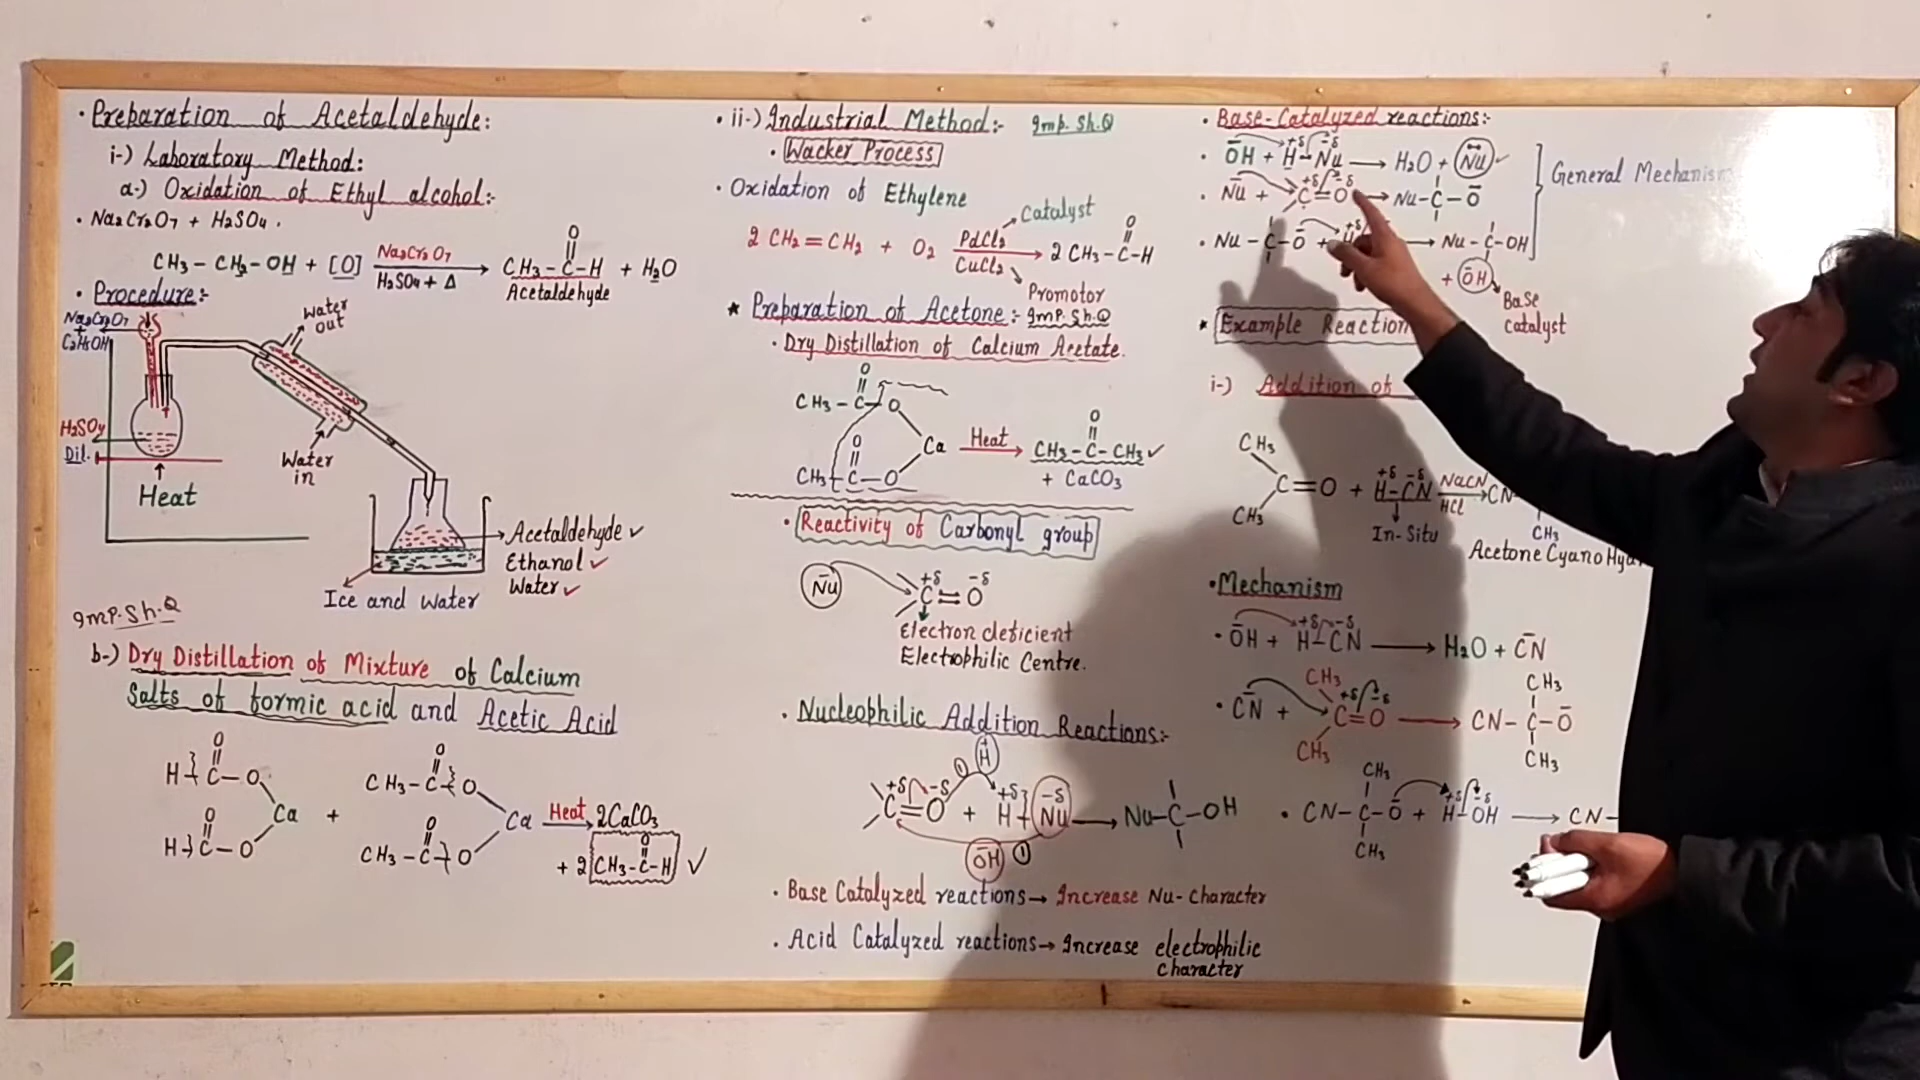 · Preparation of Acetaldehyde:
i-) Laboratory Method:
a-) Oxidation of Ethyl alcohol:-
· Na₂Cr₂O₇ + H₂SO₄.
CH₃ – CH₂ – OH + [O] Na₂Cr₂O₇ / H₂SO₄ + Δ → CH₃ – C(=O) – H + H₂O
Acetaldehyde
· Procedure:-
Na₂Cr₂O₇
+
C₂H₅OH
Water out
H₂SO₄
Dil.
Heat
Water in
Acetaldehyde ✓
Ethanol ✓
Water ✓
Ice and Water
Imp. Sh. Q
b-) Dry Distillation of Mixture of Calcium
Salts of formic acid and Acetic Acid
H – C(=O) – O
Ca
H – C(=O) – O
+
CH₃ – C(=O) – O
Ca
CH₃ – C(=O) – O
Heat → 2CaCO₃
+ 2 CH₃ – C(=O) – H ✓
· ii-) Industrial Method:- Imp. Sh. Q
· Wacker Process
· Oxidation of Ethylene
Catalyst
2 CH₂ = CH₂ + O₂ PdCl₂ / CuCl₂ → 2 CH₃ – C(=O) – H
Promotor
* Preparation of Acetone:- Imp. Sh. Q
· Dry Distillation of Calcium Acetate.
CH₃ – C(=O) – O
Ca
CH₃ – C(=O) – O
Heat → CH₃ – C(=O) – CH₃ ✓
+ CaCO₃
· Reactivity of Carbonyl group
N̄u
+δ -δ
C = O
Electron deficient
Electrophilic Centre.
· Nucleophilic Addition Reactions:-
① H⁺
+δ -δ +δ -δ
C = O + H – Nu → Nu – C – OH
ŌH ①
· Base Catalyzed reactions → Increase Nu- Character
· Acid Catalyzed reactions → Increase electrophilic
character
· Base-Catalyzed reactions:-
+δ -δ
· ŌH + H – Nu → H₂O + N̄u ✓
+δ -δ
· N̄u + C = O → Nu – C – Ō
· Nu – C – Ō + H → Nu – C – OH
+ ŌH
Base
catalyst
General Mechanism
* Example Reaction
i-) Addition of
CH₃
C = O
CH₃
+δ -δ
+ H – CN NaCN / HCl → CN
In-Situ
CH₃
Acetone Cyano
· Mechanism
+δ -δ
· ŌH + H – CN → H₂O + C̄N
CH₃
+δ -δ
· C̄N + C = O → CN – C – Ō
CH₃
CH₃
CH₃
CH₃
+δ -δ
· CN – C – Ō + H – OH → CN –
CH₃